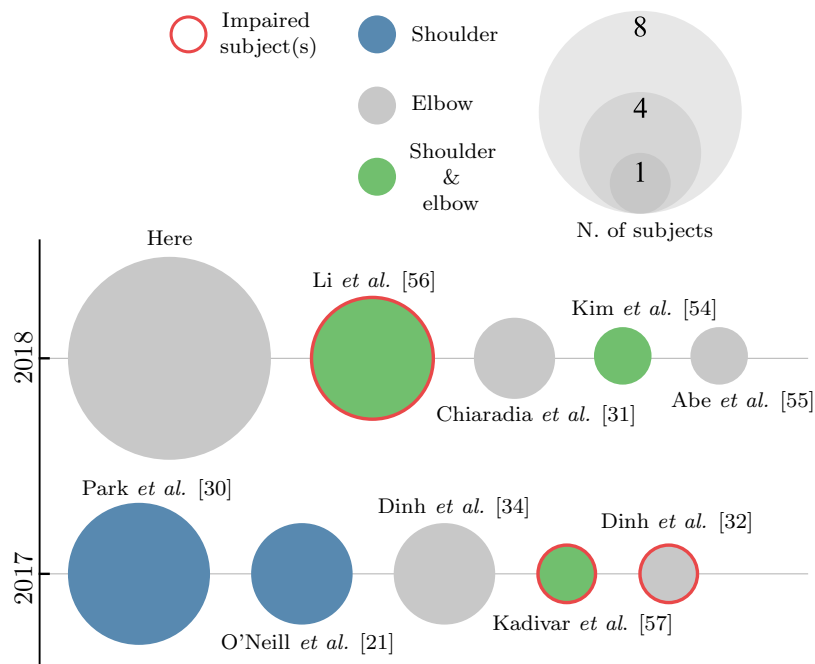 Impaired
subject(s)
Shoulder
Elbow
Shoulder
&
elbow
8
4
1
N. of subjects
Here
Li et al. [56]
Kim et al. [54]
2018
Chiaradia et al. [31]
Abe et al. [55]
Park et al. [30]
Dinh et al. [34]
Dinh et al. [32]
2017
O'Neill et al. [21]
Kadivar et al. [57]